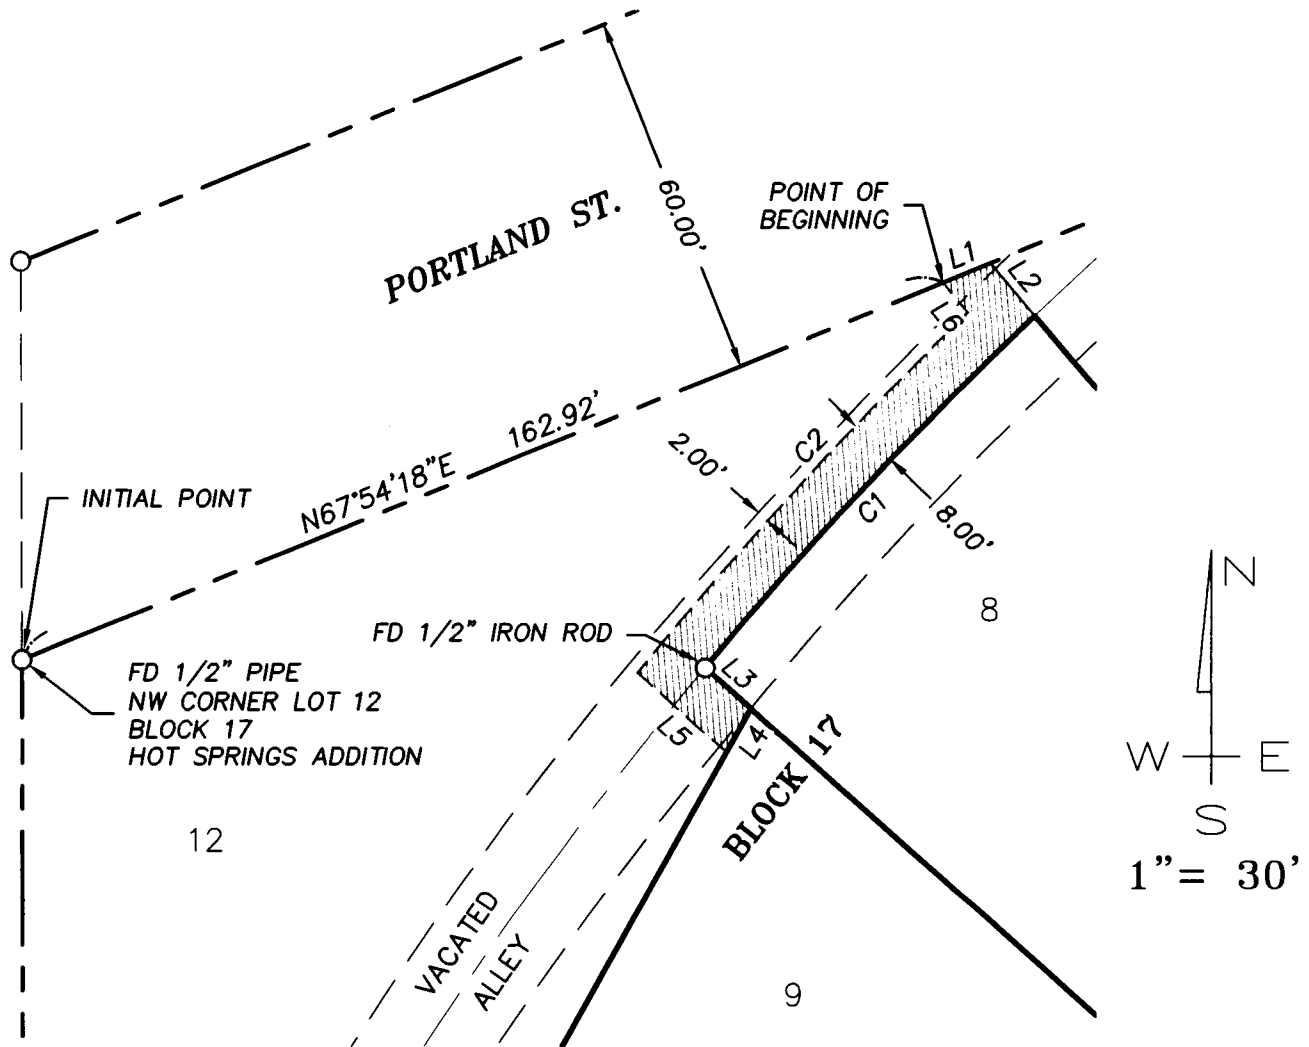 PORTLAND ST.
60.00'
POINT OF
BEGINNING
L1
L2
L6
N67°54'18"E 162.92'
INITIAL POINT
C2
2.00'
C1
8.00'
FD 1/2" IRON ROD
L3
L4
L5
FD 1/2" PIPE
NW CORNER LOT 12
BLOCK 17
HOT SPRINGS ADDITION
BLOCK 17
8
12
9
VACATED
ALLEY
N
W E
S
1"= 30'